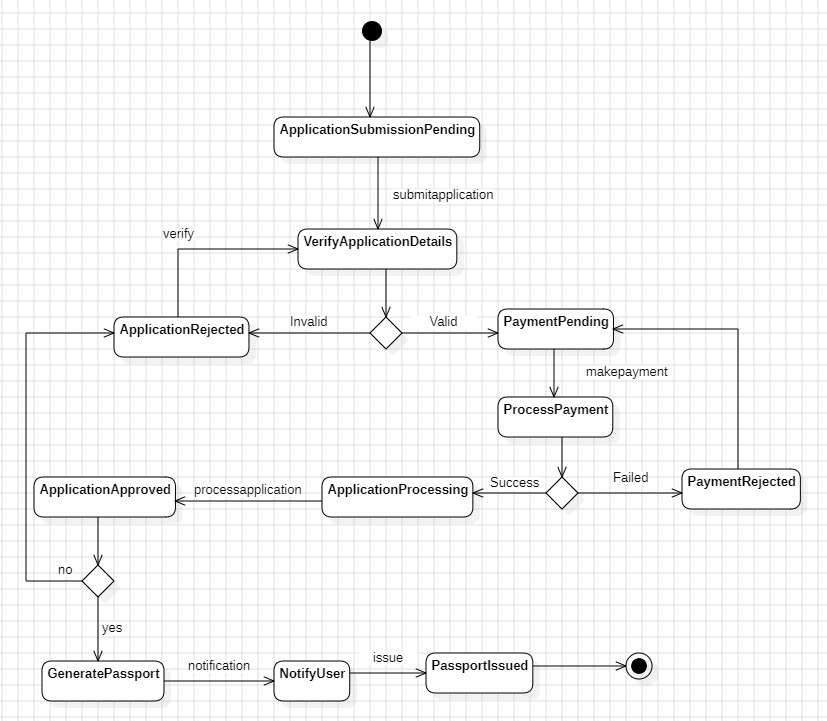 ApplicationSubmissionPending
submitapplication
verify
VerifyApplicationDetails
ApplicationRejected
Invalid
Valid
PaymentPending
makepayment
ProcessPayment
ApplicationApproved
processapplication
ApplicationProcessing
Success
Failed
PaymentRejected
no
yes
GeneratePassport
notification
NotifyUser
issue
PassportIssued